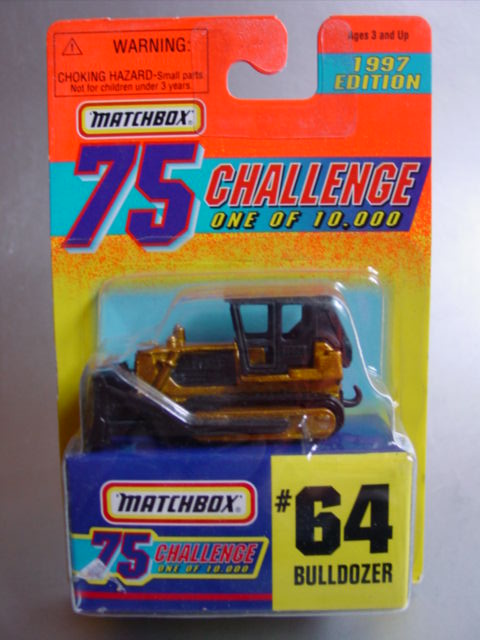 WARNING:
CHOKING HAZARD-Small parts
Not for children under 3 years.
Ages 3 and Up
1997
EDITION
MATCHBOX
75 CHALLENGE
ONE OF 10,000
MATCHBOX
75 CHALLENGE
ONE OF 10,000
#64
BULLDOZER